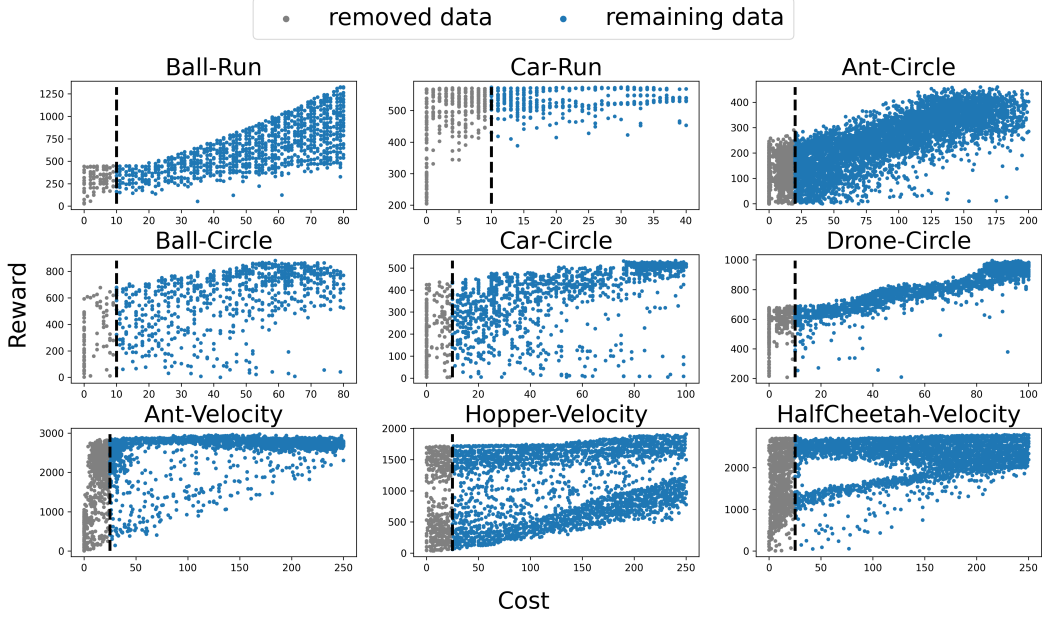 removed data remaining data
Ball-Run Car-Run Ant-Circle
1250
1000
750
500
250
0
0 10 20 30 40 50 60 70 80
500
400
300
200
0 5 10 15 20 25 30 35 40
400
300
200
100
0
0 25 50 75 100 125 150 175 200
Ball-Circle Car-Circle Drone-Circle
Reward
800
600
400
200
0
0 10 20 30 40 50 60 70 80
500
400
300
200
100
0
0 20 40 60 80 100
1000
800
600
400
200
0 20 40 60 80 100
Ant-Velocity Hopper-Velocity HalfCheetah-Velocity
3000
2000
1000
0
0 50 100 150 200 250
2000
1500
1000
500
0
0 50 100 150 200 250
2000
1000
0
0 50 100 150 200 250
Cost